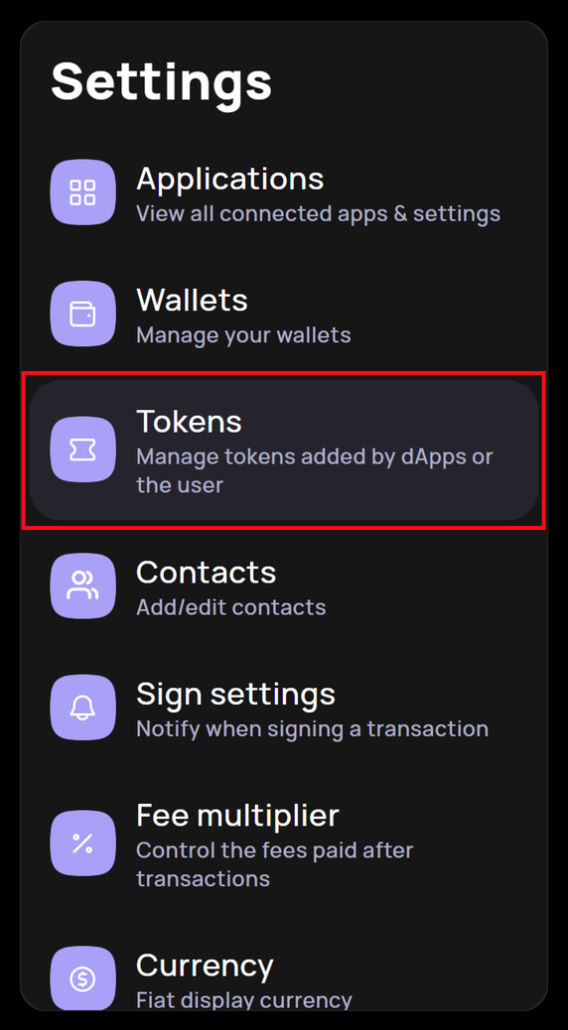 Settings
Applications
View all connected apps & settings
Wallets
Manage your wallets
Tokens
Manage tokens added by dApps or
the user
Contacts
Add/edit contacts
Sign settings
Notify when signing a transaction
Fee multiplier
Control the fees paid after
transactions
Currency
Fiat display currency